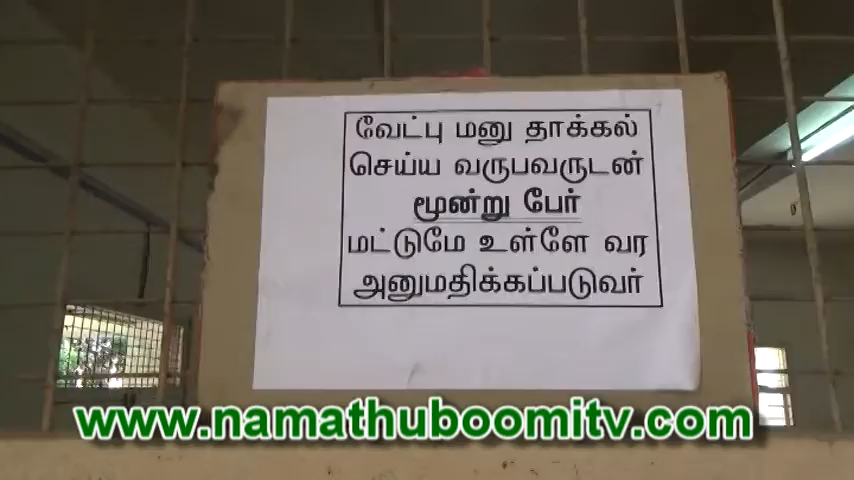 வேட்பு மனு தாக்கல்
செய்ய வருபவருடன்
மூன்று பேர்
மட்டுமே உள்ளே வர
அனுமதிக்கப்படுவர்
www.namathuboomitv.com